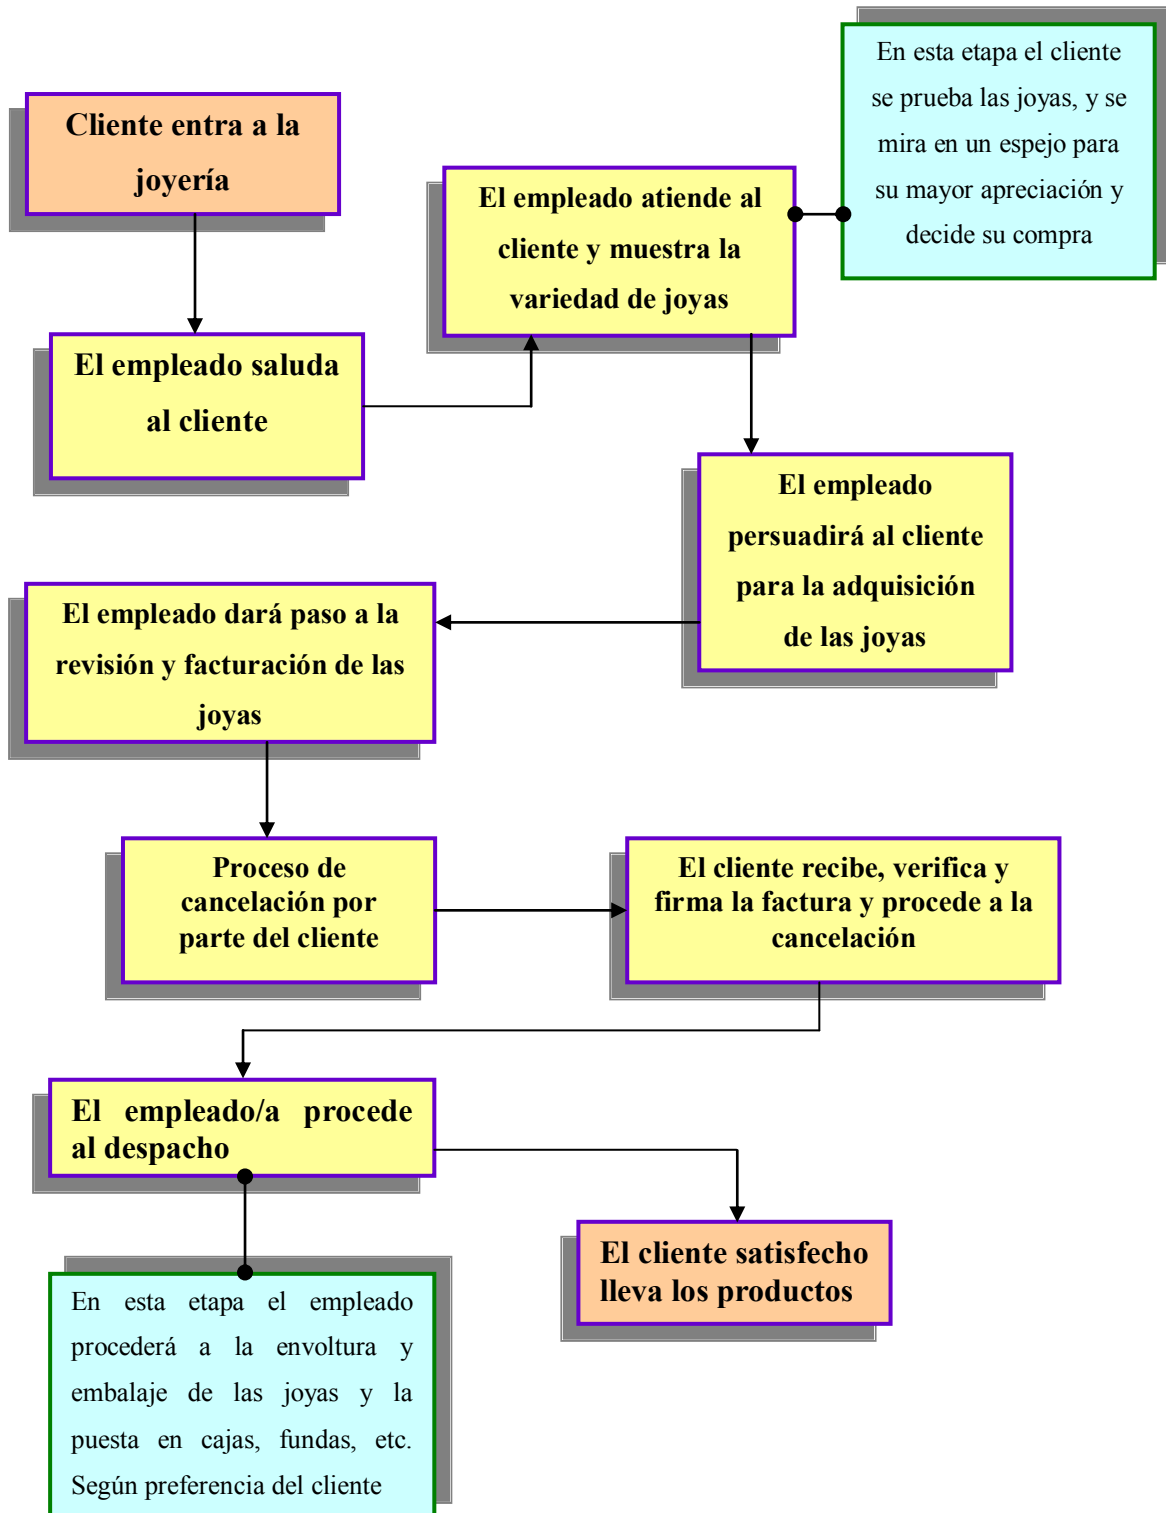 Cliente entra a la
joyería
El empleado saluda
al cliente
El empleado atiende al
cliente y muestra la
variedad de joyas
En esta etapa el cliente
se prueba las joyas, y se
mira en un espejo para
su mayor apreciación y
decide su compra
El empleado
persuadirá al cliente
para la adquisición
de las joyas
El empleado dará paso a la
revisión y facturación de las
joyas
Proceso de
cancelación por
parte del cliente
El cliente recibe, verifica y
firma la factura y procede a la
cancelación
El empleado/a procede
al despacho
En esta etapa el empleado
procederá a la envoltura y
embalaje de las joyas y la
puesta en cajas, fundas, etc.
Según preferencia del cliente
El cliente satisfecho
lleva los productos